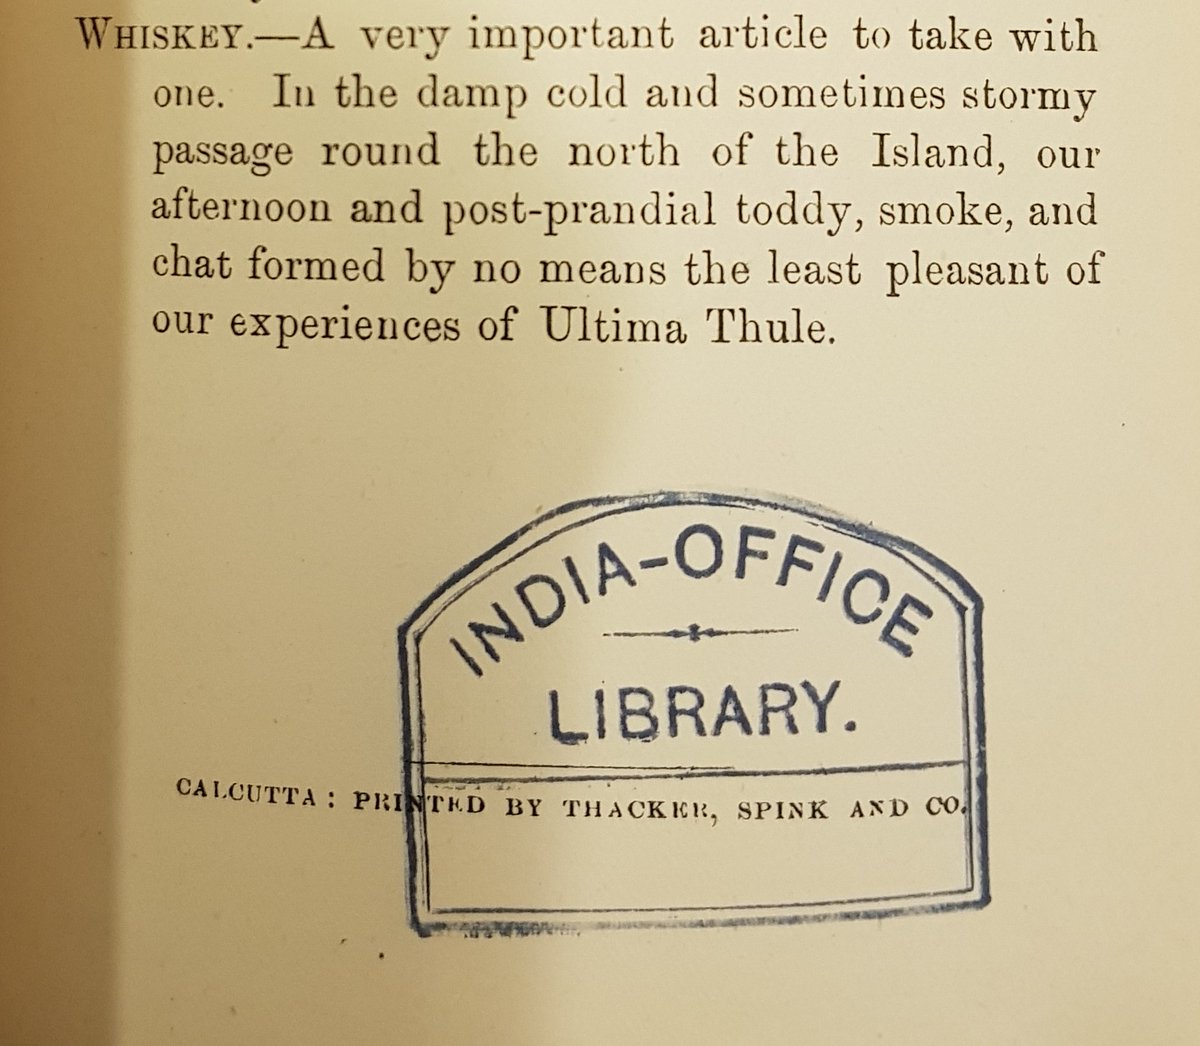 WHISKEY.—A very important article to take with
one. In the damp cold and sometimes stormy
passage round the north of the Island, our
afternoon and post-prandial toddy, smoke, and
chat formed by no means the least pleasant of
our experiences of Ultima Thule.
INDIA-OFFICE
LIBRARY.
CALCUTTA: PRINTED BY THACKER, SPINK AND CO.